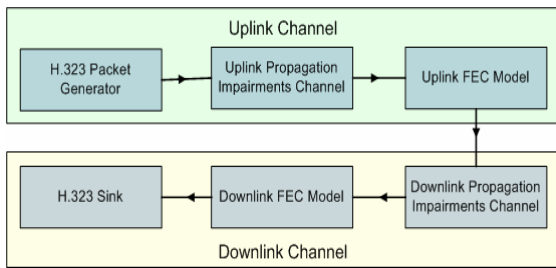 Uplink Channel
H.323 Packet
Generator
Uplink Propagation
Impairments Channel
Uplink FEC Model
H.323 Sink
Downlink FEC Model
Downlink Propagation
Impairments Channel
Downlink Channel